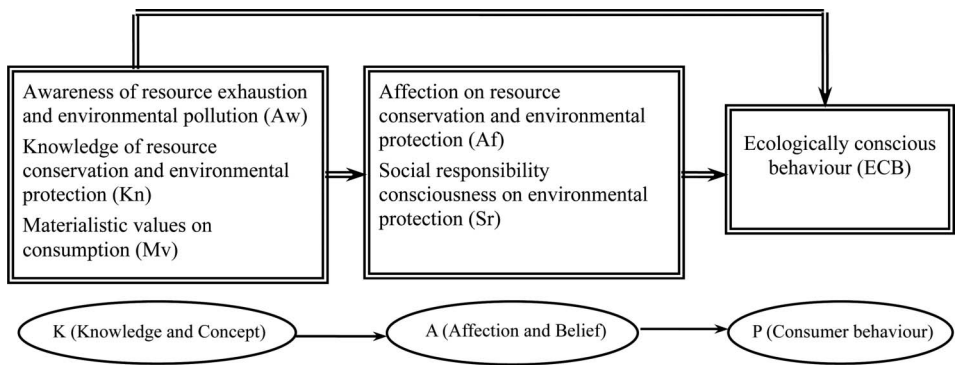 Awareness of resource exhaustion
and environmental pollution (Aw)
Knowledge of resource
conservation and environmental
protection (Kn)
Materialistic values on
consumption (Mv)
Affection on resource
conservation and environmental
protection (Af)
Social responsibility
consciousness on environmental
protection (Sr)
Ecologically conscious
behaviour (ECB)
K (Knowledge and Concept)
A (Affection and Belief)
P (Consumer behaviour)